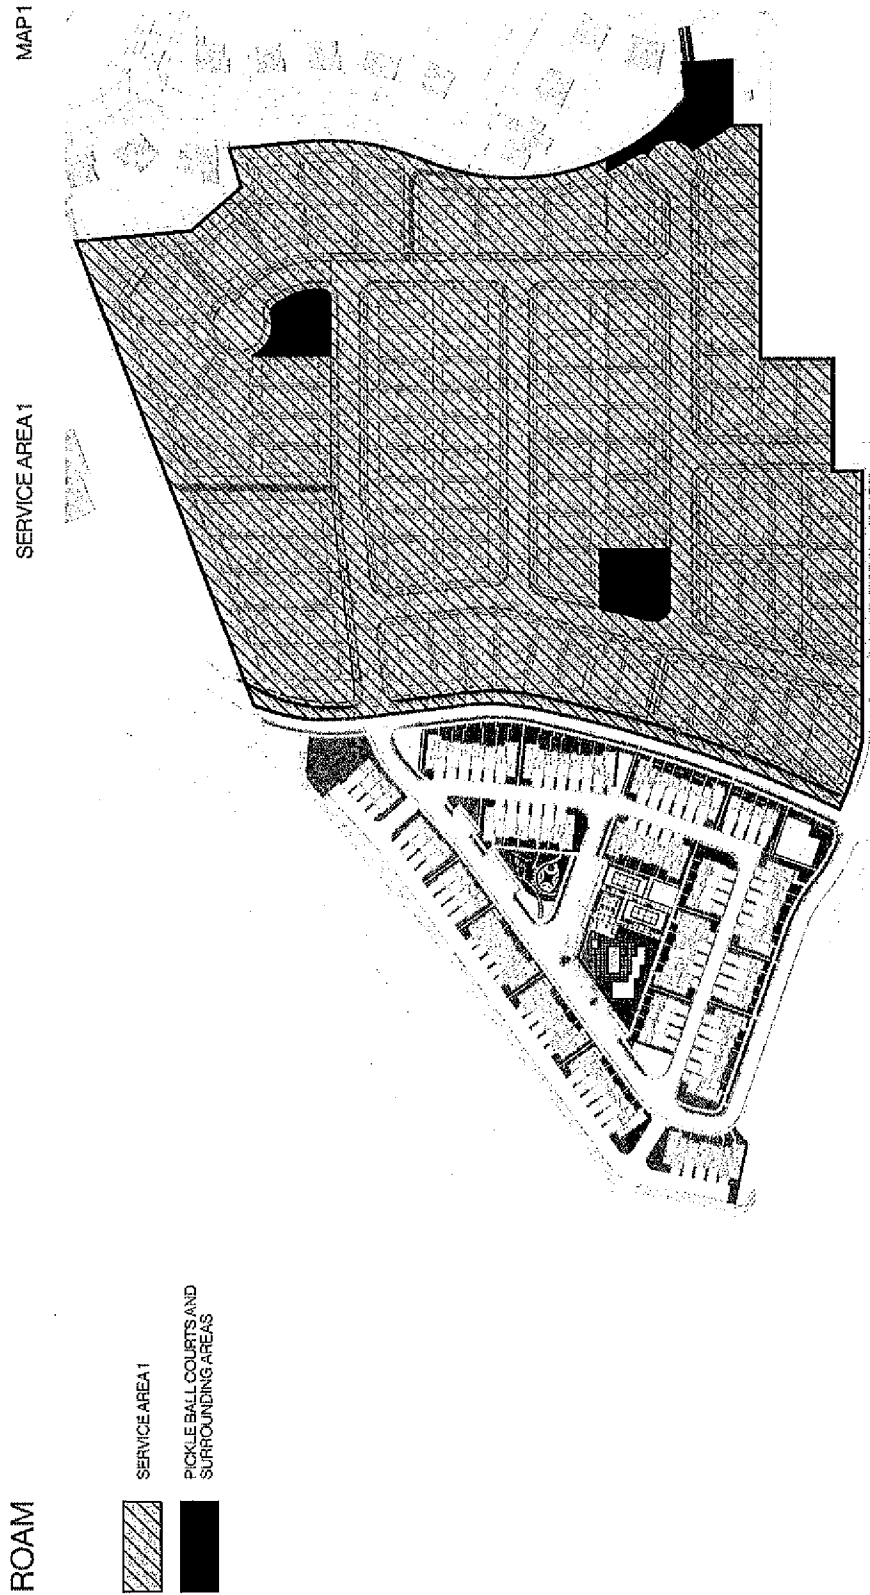 ROAM
SERVICE AREA 1
MAP 1
SERVICE AREA 1
PICKLE BALL COURTS AND
SURROUNDING AREAS